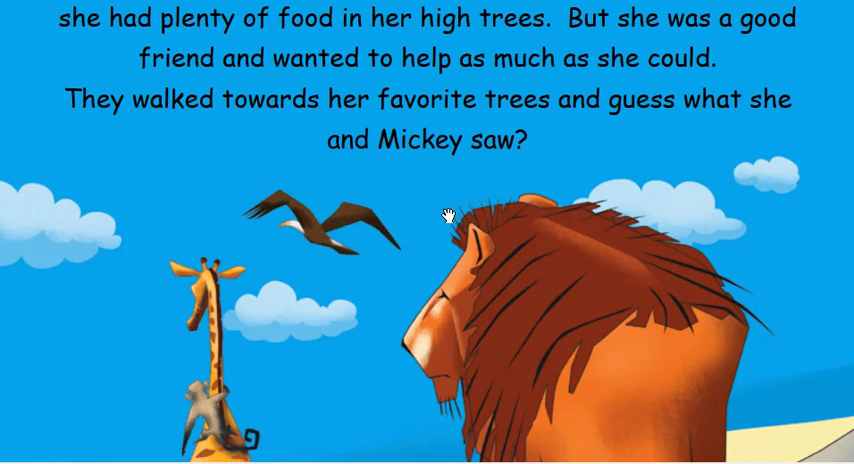 she had plenty of food in her high trees.  But she was a good
friend and wanted to help as much as she could.
They walked towards her favorite trees and guess what she
and Mickey saw?